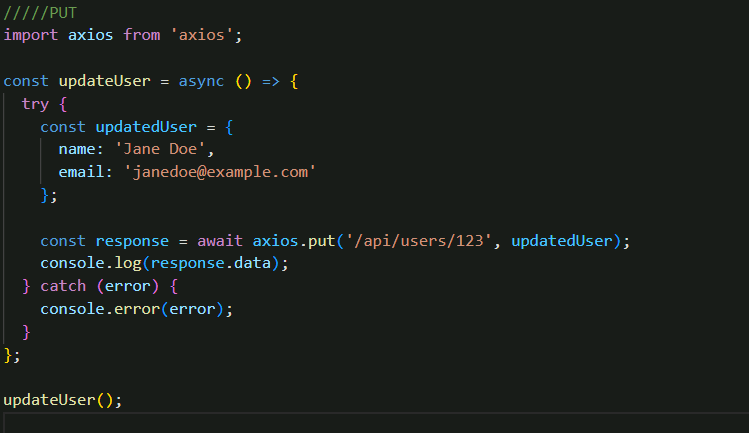 /////PUT
import axios from 'axios';
const updateUser = async () => {
try {
const updatedUser = {
name: 'Jane Doe',
email: 'janedoe@example.com'
};
const response = await axios.put('/api/users/123', updatedUser);
console.log(response.data);
} catch (error) {
console.error(error);
}
};
updateUser();